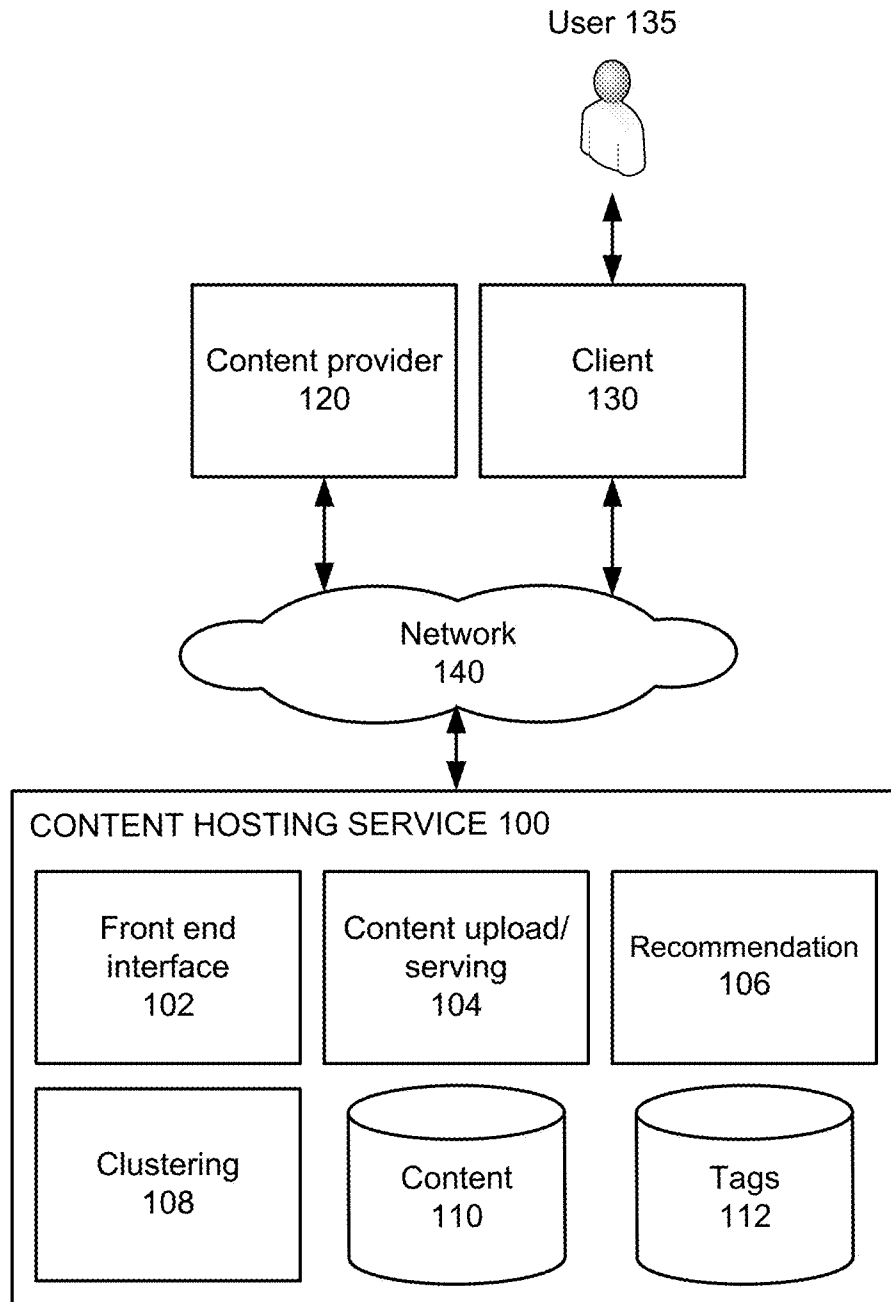 User 135
Content provider
120
Client
130
Network
140
CONTENT HOSTING SERVICE 100
Front end
interface
102
Content upload/
serving
104
Recommendation
106
Clustering
108
Content
110
Tags
112